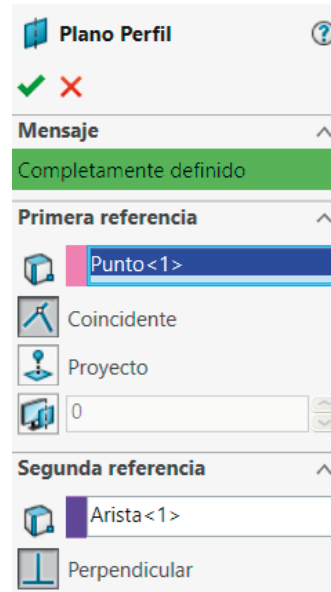 Plano Perfil
?
Mensaje
Completamente definido
Primera referencia
Punto<1>
Coincidente
Proyecto
0
Segunda referencia
Arista<1>
Perpendicular